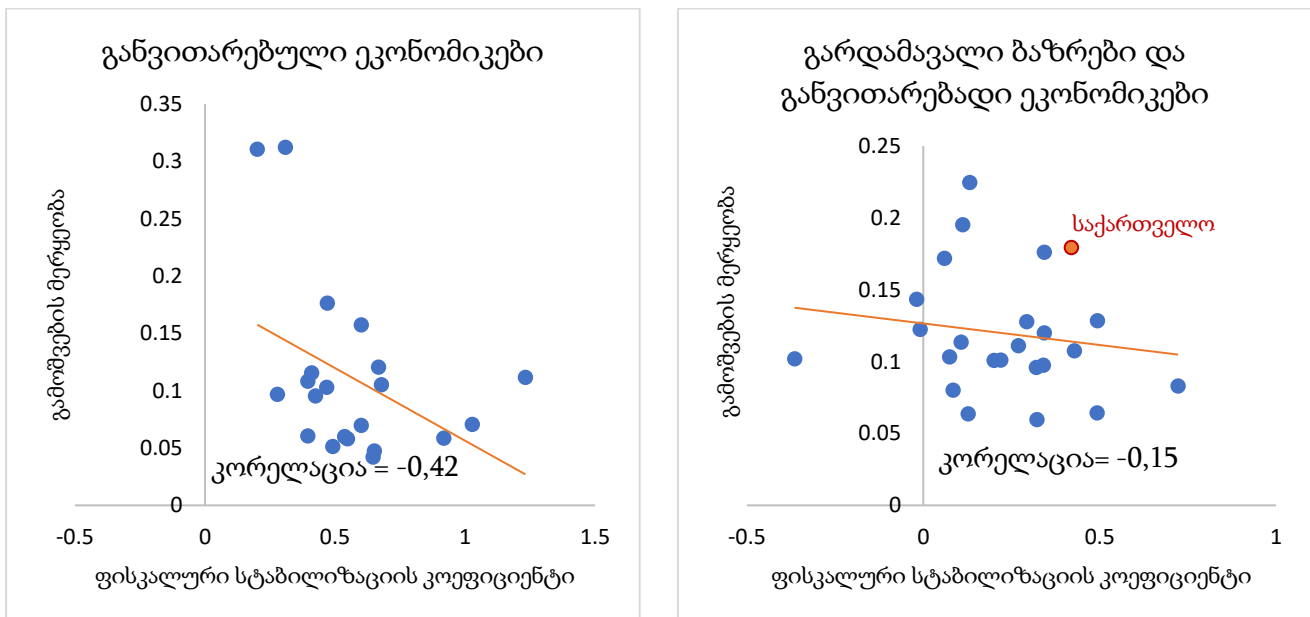 განვითარებული ეკონომიკები
0.35
0.3
0.25
0.2
0.15
0.1
0.05
0
გამოშვების მერყეობა
კორელაცია = -0,42
-0.5 0 0.5 1 1.5
ფისკალური სტაბილიზაციის კოეფიციენტი
გარდამავალი ბაზრები და
განვითარებადი ეკონომიკები
0.25
0.2
0.15
0.1
0.05
0
გამოშვების მერყეობა
საქართველო
კორელაცია= -0,15
-0.5 0 0.5 1
ფისკალური სტაბილიზაციის კოეფიციენტი